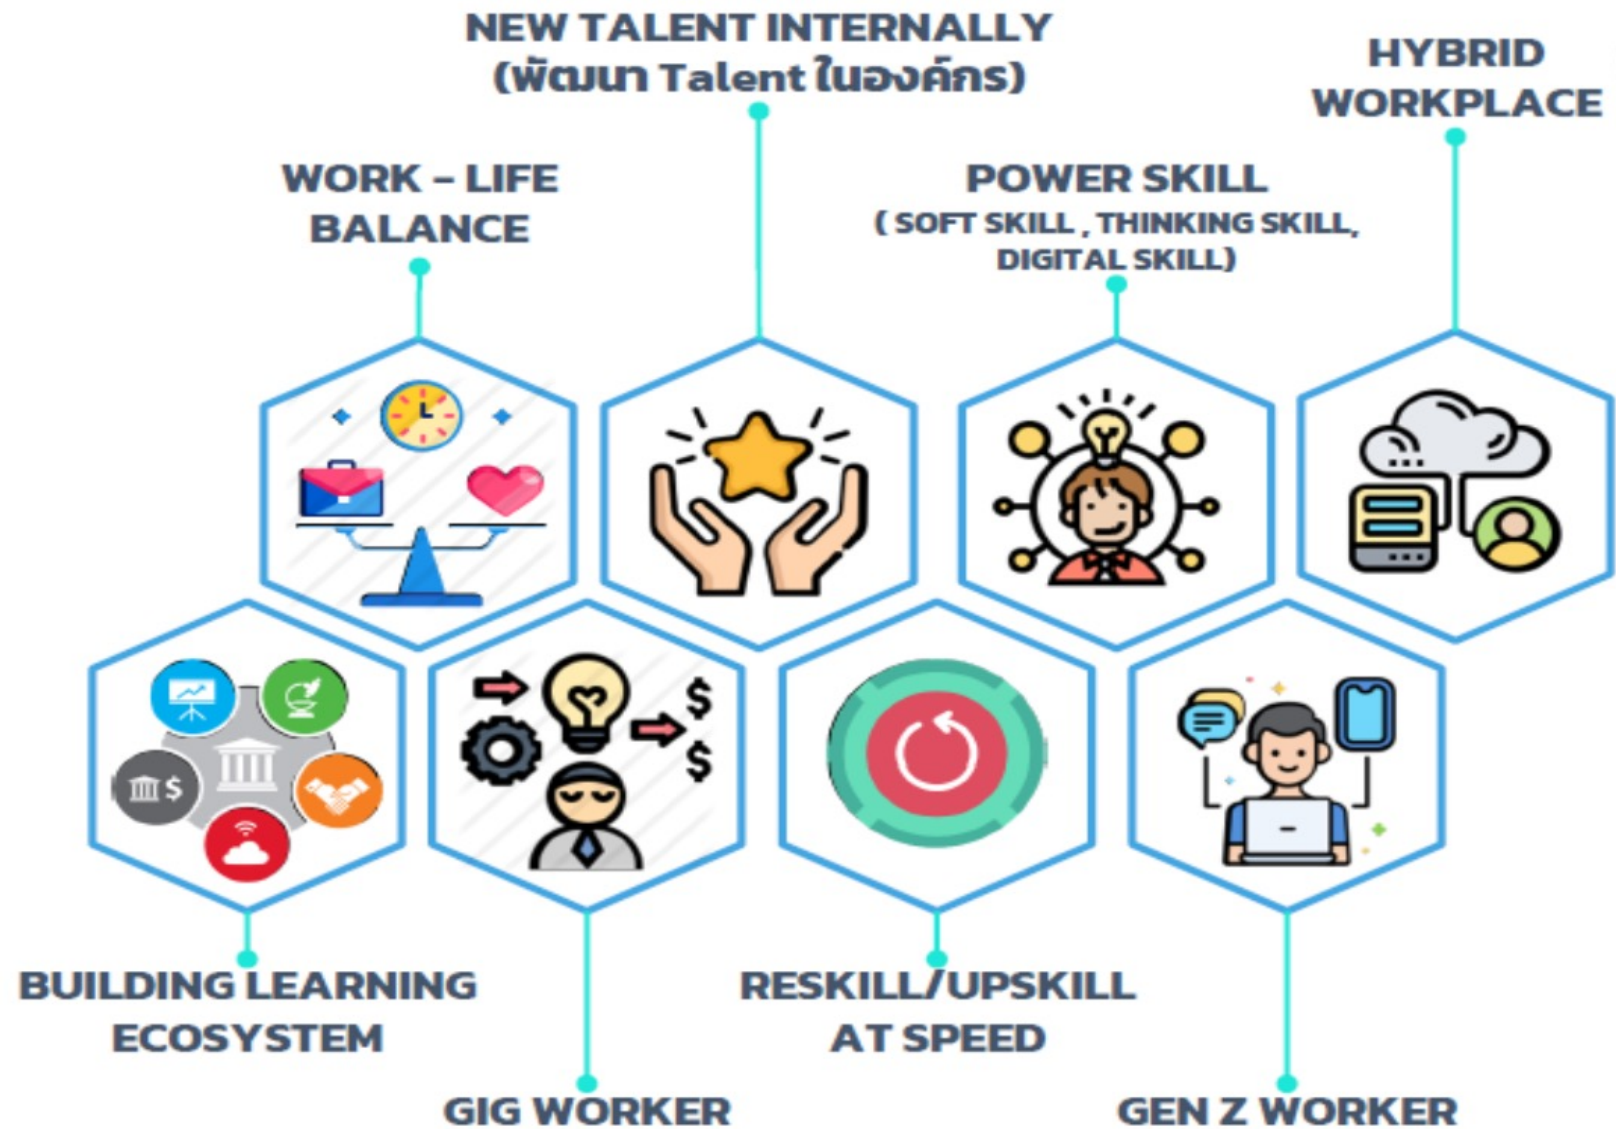 NEW TALENT INTERNALLY
(พัฒนา Talent ในองค์กร)
HYBRID
WORKPLACE
WORK – LIFE
BALANCE
POWER SKILL
( SOFT SKILL , THINKING SKILL,
DIGITAL SKILL)
$
$
$
BUILDING LEARNING
ECOSYSTEM
RESKILL/UPSKILL
AT SPEED
GIG WORKER
GEN Z WORKER